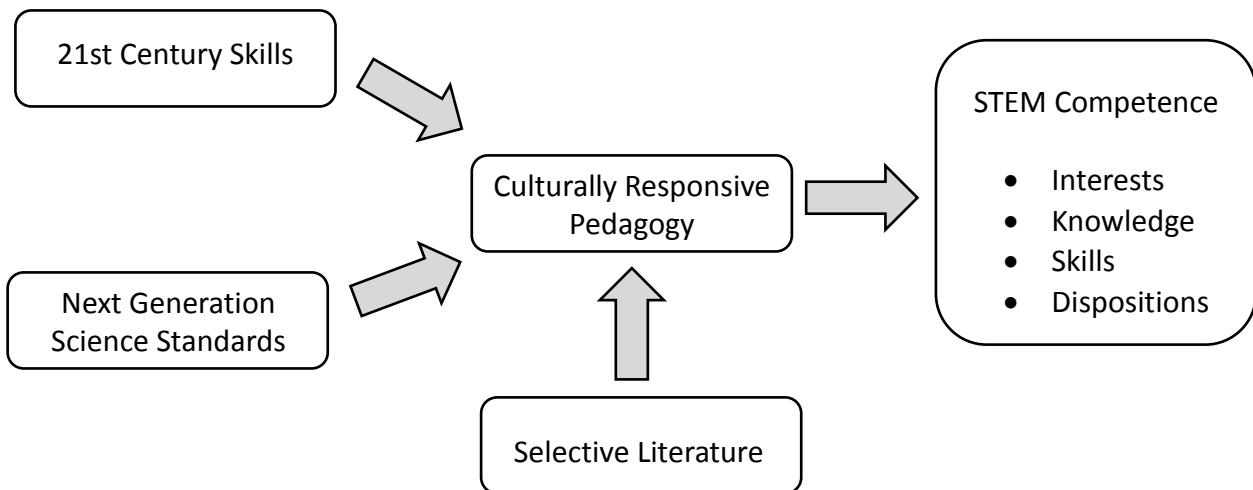 21st Century Skills
Culturally Responsive
Pedagogy
Next Generation
Science Standards
Selective Literature
STEM Competence
● Interests
● Knowledge
● Skills
● Dispositions